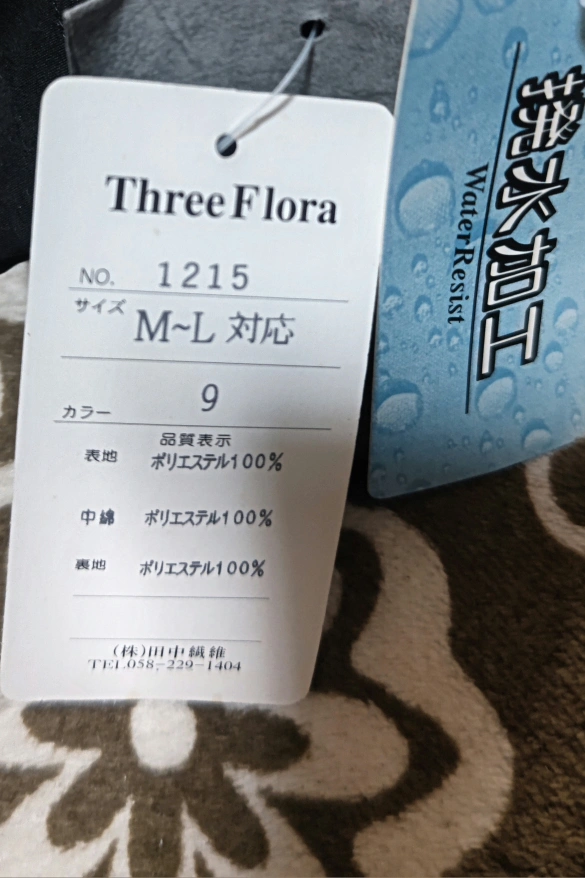 Three Flora
NO. 1215
サイズ M~L 対応
カラー 9
品質表示
表地 ポリエステル100%
中綿 ポリエステル100%
裏地 ポリエステル100%
(株)田中繊維
TEL.058-229-1404
撥水加工
WaterResist